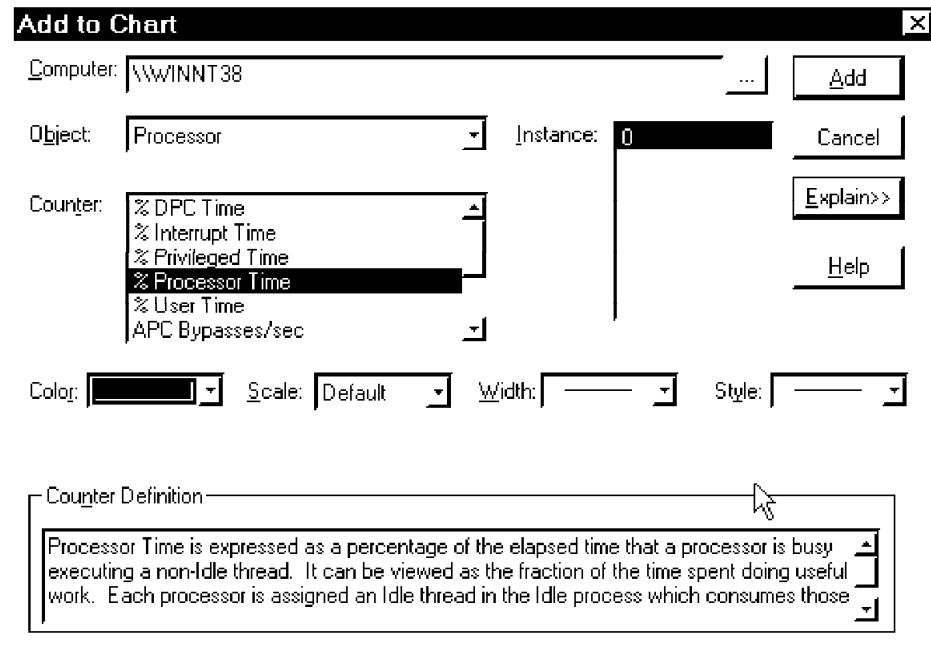 Add to Chart
Computer: \\WINNT38 ... Add
Object: Processor Instance: 0 Cancel
Counter: % DPC Time Explain>>
% Interrupt Time
% Privileged Time
% Processor Time Help
% User Time
APC Bypasses/sec
Color: Scale: Default Width: Style:
Counter Definition
Processor Time is expressed as a percentage of the elapsed time that a processor is busy
executing a non-Idle thread. It can be viewed as the fraction of the time spent doing useful
work. Each processor is assigned an Idle thread in the Idle process which consumes those